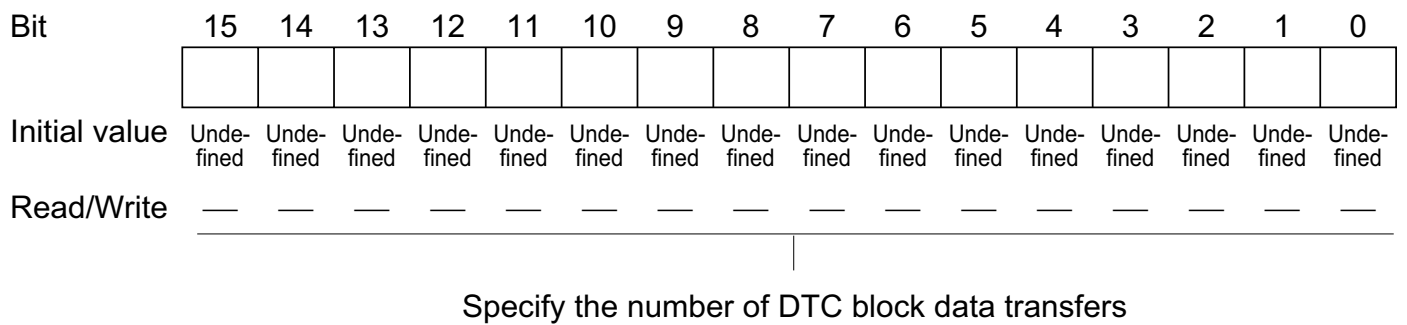 Bit 15 14 13 12 11 10 9 8 7 6 5 4 3 2 1 0
Initial value Unde- Unde- Unde- Unde- Unde- Unde- Unde- Unde- Unde- Unde- Unde- Unde- Unde- Unde- Unde- Unde-
fined fined fined fined fined fined fined fined fined fined fined fined fined fined fined fined
Read/Write — — — — — — — — — — — — — — — —
Specify the number of DTC block data transfers